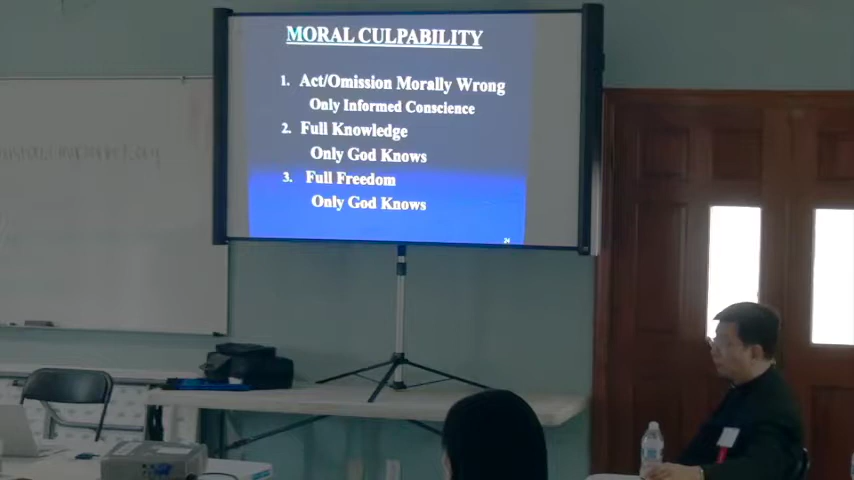 MORAL CULPABILITY
1. Act/Omission Morally Wrong
Only Informed Conscience
2. Full Knowledge
Only God Knows
3. Full Freedom
Only God Knows
24